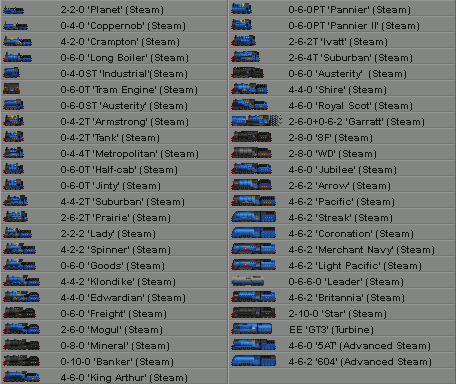 2-2-0 'Planet' (Steam)
0-4-0 'Coppernob' (Steam)
4-2-0 'Crampton' (Steam)
0-6-0 'Long Boiler' (Steam)
0-4-0ST 'Industrial' (Steam)
0-6-0T 'Tram Engine' (Steam)
0-6-0ST 'Austerity' (Steam)
0-4-2T 'Armstrong' (Steam)
0-4-2T 'Tank' (Steam)
0-4-4T 'Metropolitan' (Steam)
0-6-0T 'Half-cab' (Steam)
0-6-0T 'Jinty' (Steam)
4-4-2T 'Suburban' (Steam)
2-6-2T 'Prairie' (Steam)
2-2-2 'Lady' (Steam)
4-2-2 'Spinner' (Steam)
0-6-0 'Goods' (Steam)
4-4-2 'Klondike' (Steam)
4-4-0 'Edwardian' (Steam)
0-6-0 'Freight' (Steam)
2-6-0 'Mogul' (Steam)
0-8-0 'Mineral' (Steam)
0-10-0 'Banker' (Steam)
4-6-0 'King Arthur' (Steam)
0-6-0PT 'Pannier' (Steam)
0-6-0PT 'Pannier II' (Steam)
2-6-2T 'Ivatt' (Steam)
2-6-4T 'Suburban' (Steam)
0-6-0 'Austerity' (Steam)
4-4-0 'Shire' (Steam)
4-6-0 'Royal Scot' (Steam)
2-6-0+0-6-2 'Garratt' (Steam)
2-8-0 '8F' (Steam)
2-8-0 'WD' (Steam)
4-6-0 'Jubilee' (Steam)
2-6-2 'Arrow' (Steam)
4-6-2 'Pacific' (Steam)
4-6-2 'Streak' (Steam)
4-6-2 'Coronation' (Steam)
4-6-2 'Merchant Navy' (Steam)
4-6-2 'Light Pacific' (Steam)
0-6-6-0 'Leader' (Steam)
4-6-2 'Britannia' (Steam)
2-10-0 'Star' (Steam)
EE 'GT3' (Turbine)
4-6-0 '5AT' (Advanced Steam)
4-6-2 '604' (Advanced Steam)